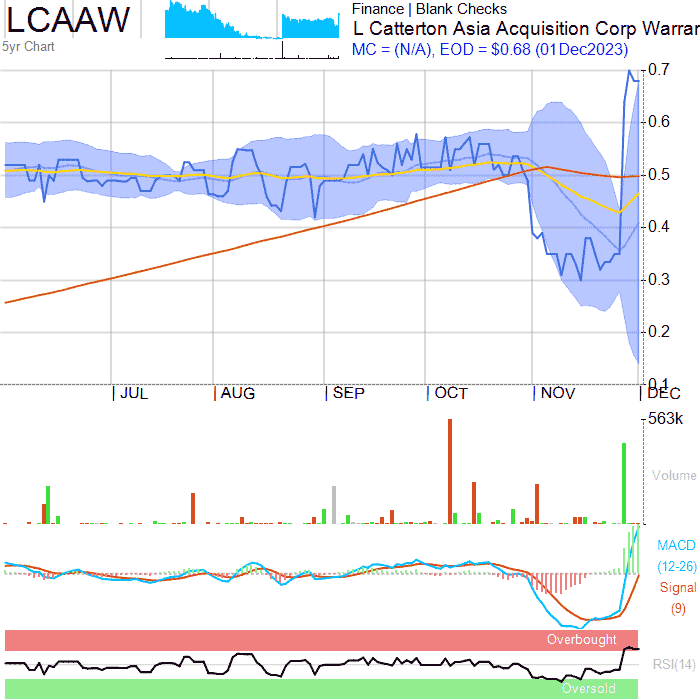 LCAAW
5yr Chart
Finance | Blank Checks
L Catterton Asia Acquisition Corp Warrar
MC = (N/A), EOD = $0.68 (01Dec2023)
0.7
0.6
0.5
0.4
0.3
0.2
0.1
JUL AUG SEP OCT NOV DEC
563k
Volume
MACD
(12-26)
Signal
(9)
Overbought
RSI(14)
Oversold